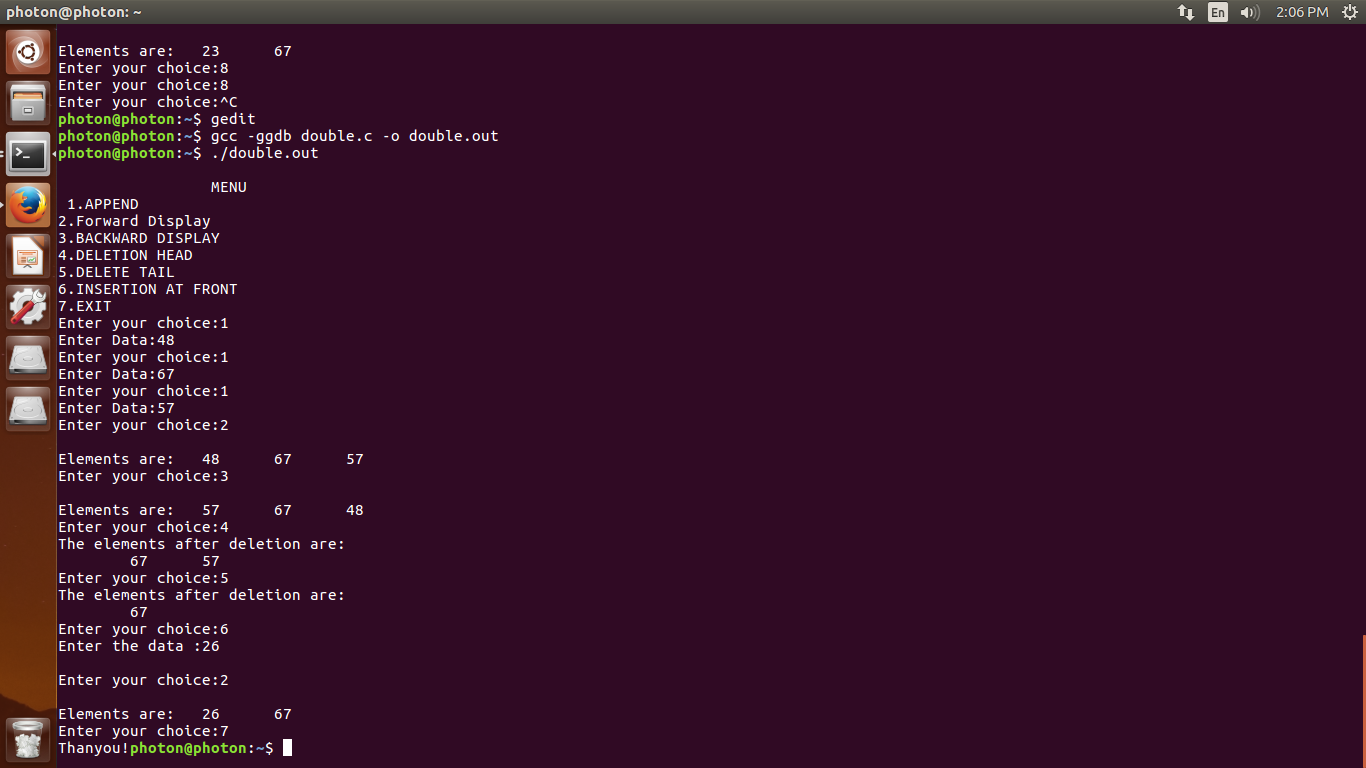 photon@photon: ~
En
2:06 PM
Elements are: 23 67
Enter your choice:8
Enter your choice:8
Enter your choice:^C
photon@photon:~$ gedit
photon@photon:~$ gcc -ggdb double.c -o double.out
photon@photon:~$ ./double.out
MENU
1.APPEND
2.Forward Display
3.BACKWARD DISPLAY
4.DELETION HEAD
5.DELETE TAIL
6.INSERTION AT FRONT
7.EXIT
Enter your choice:1
Enter Data:48
Enter your choice:1
Enter Data:67
Enter your choice:1
Enter Data:57
Enter your choice:2
Elements are: 48 67 57
Enter your choice:3
Elements are: 57 67 48
Enter your choice:4
The elements after deletion are:
67 57
Enter your choice:5
The elements after deletion are:
67
Enter your choice:6
Enter the data :26
Enter your choice:2
Elements are: 26 67
Enter your choice:7
Thanyou!photon@photon:~$